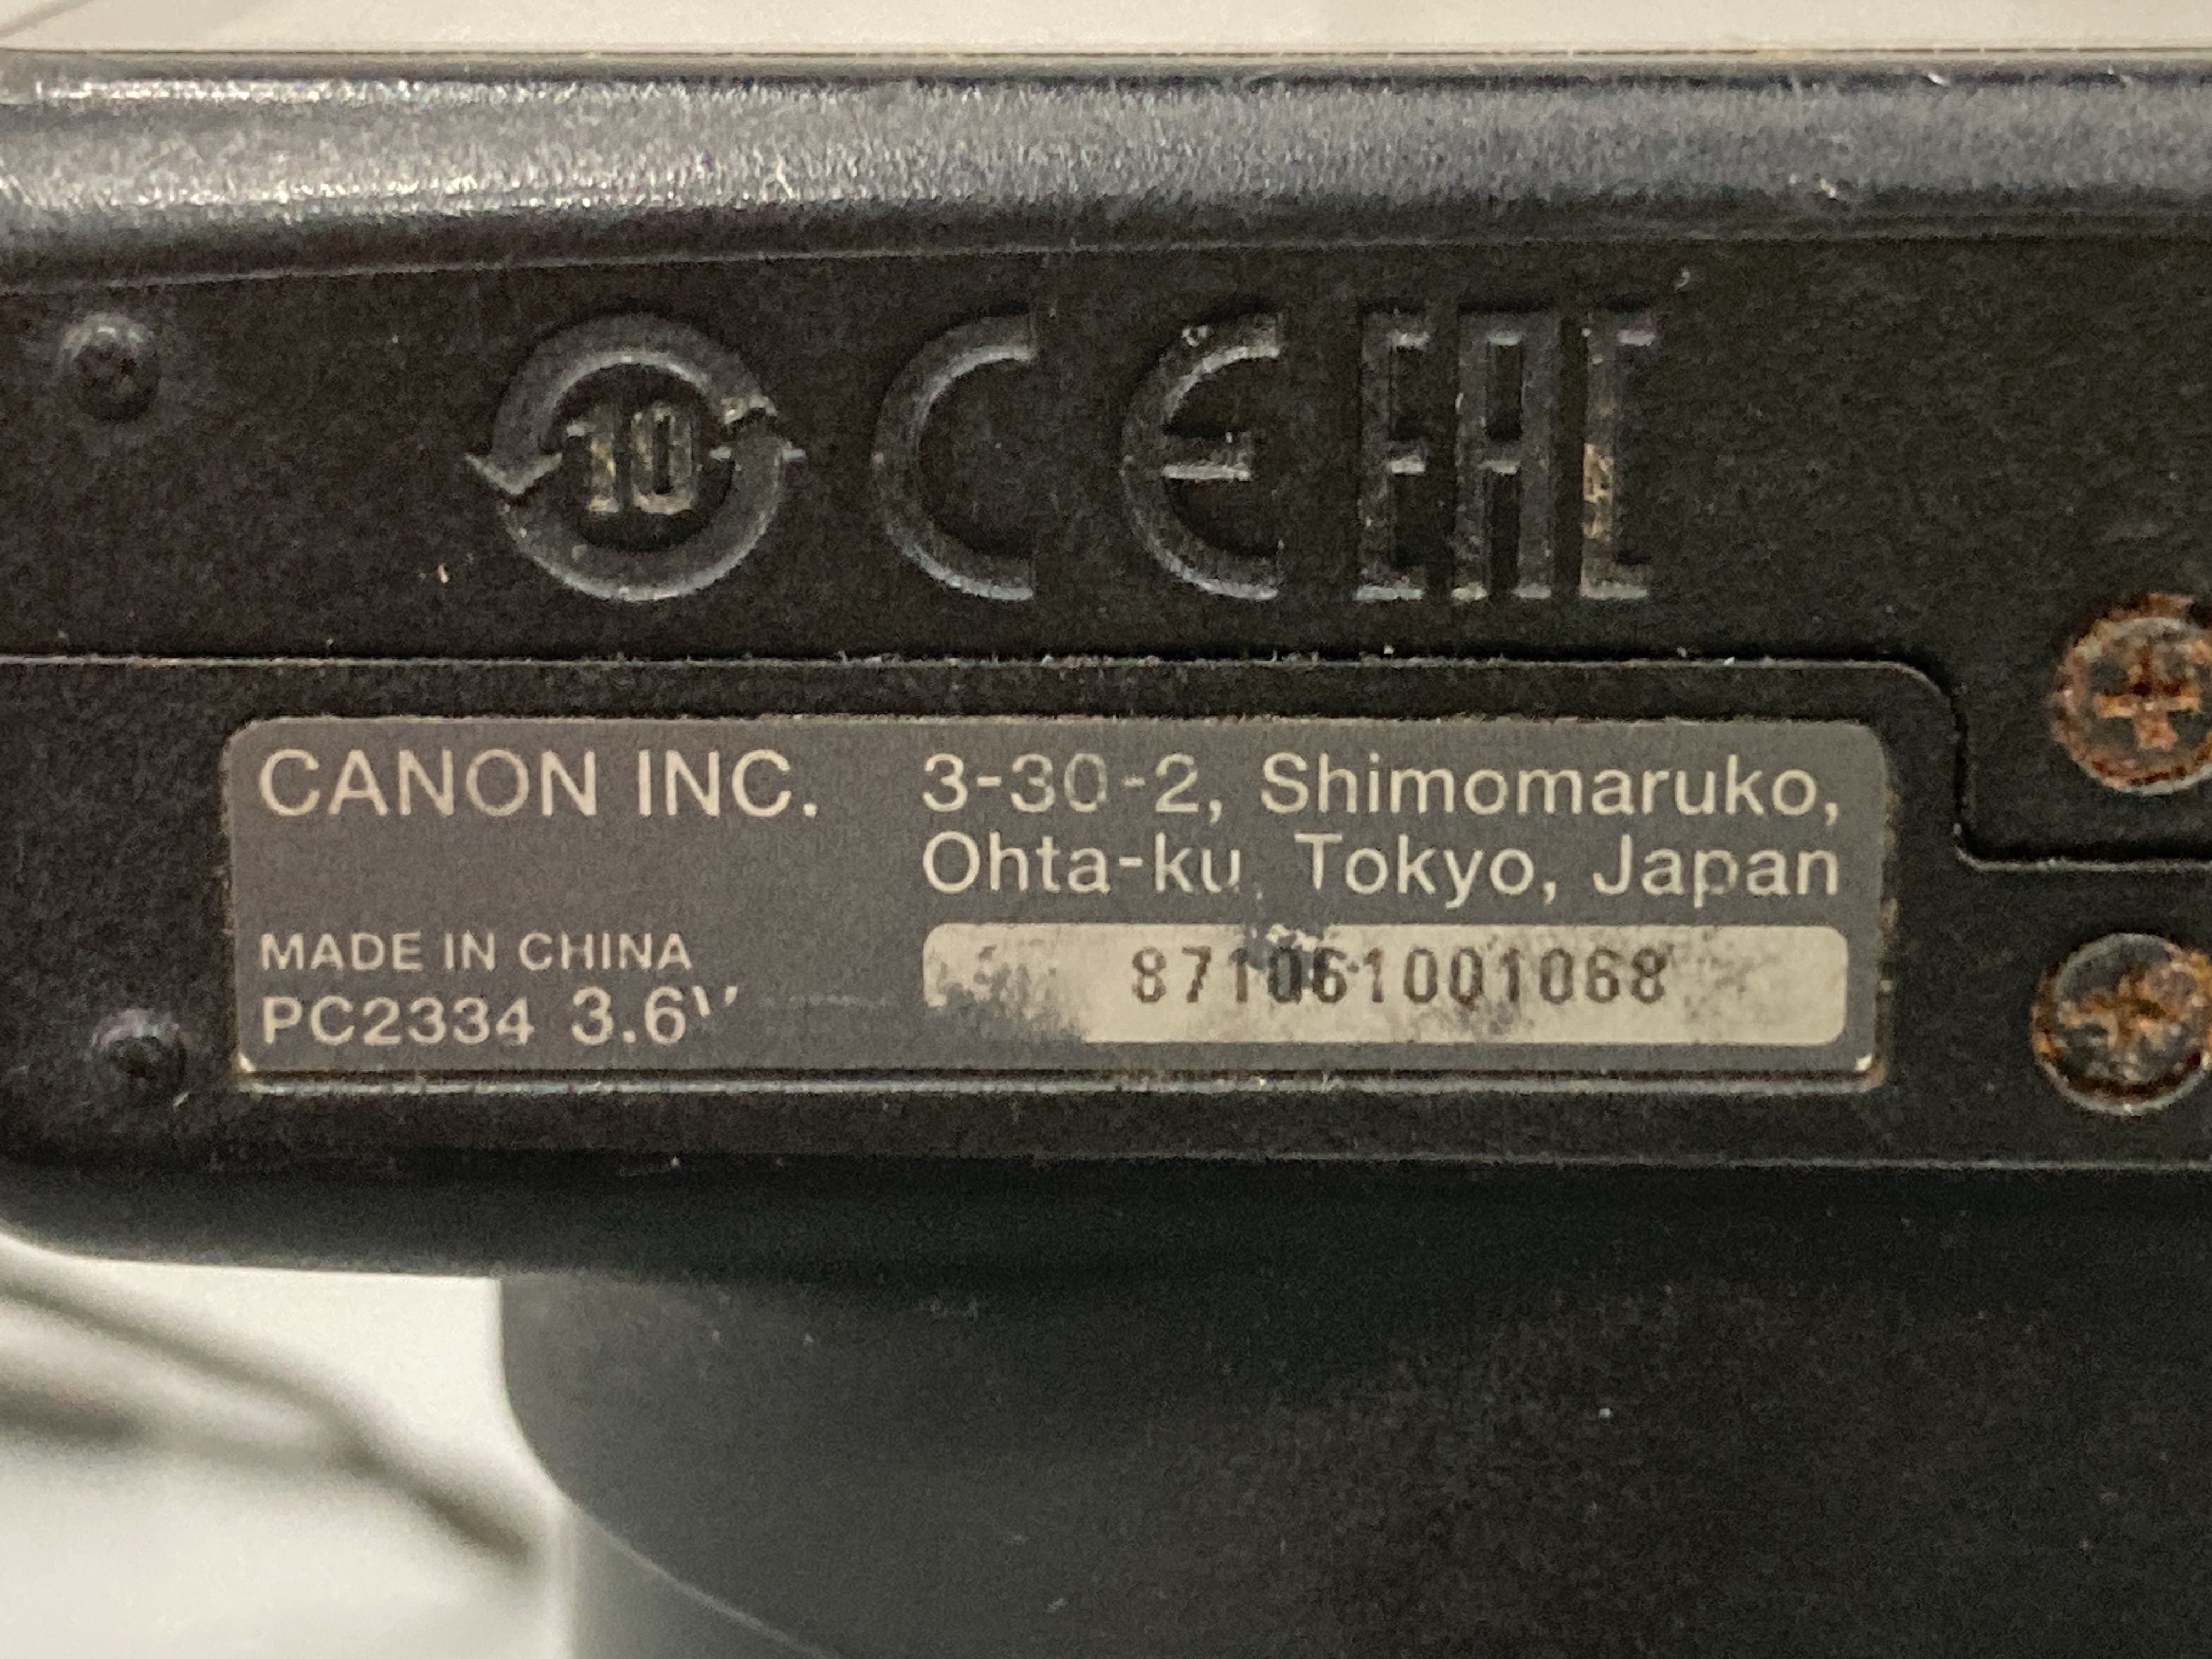 10 CE EAC
CANON INC. 3-30-2, Shimomaruko,
Ohta-ku, Tokyo, Japan
MADE IN CHINA
PC2334 3.6V
871061001068